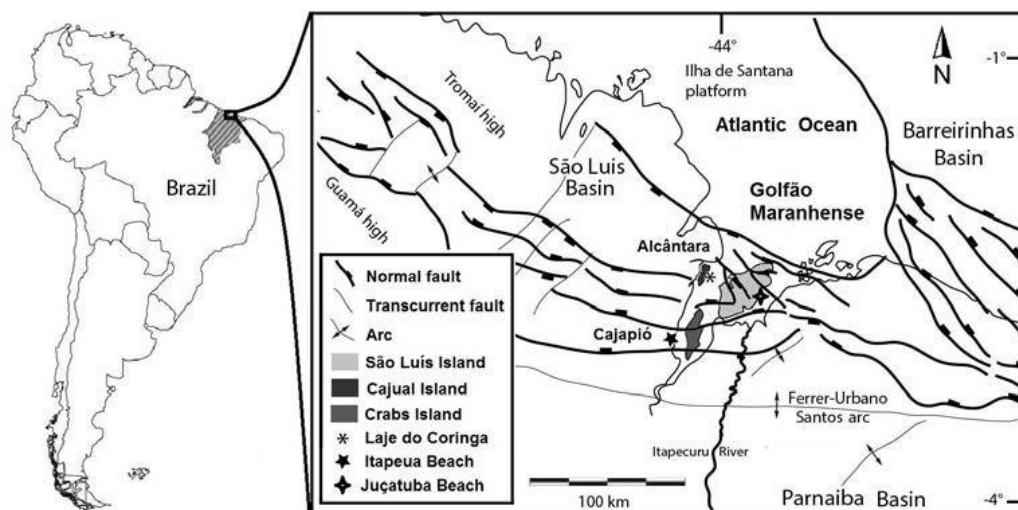 Brazil
-44°
-1°
N
Ilha de Santana
platform
Tromaí high
Atlantic Ocean
Barreirinhas
Basin
São Luis
Basin
Guamá high
Golfão
Maranhense
Alcântara
Normal fault
Transcurrent fault
Arc
São Luís Island
Cajual Island
Crabs Island
Laje do Coringa
Itapeua Beach
Juçatuba Beach
Cajapió
Ferrer-Urbano
Santos arc
Itapecuru River
100 km
Parnaiba Basin
-4°